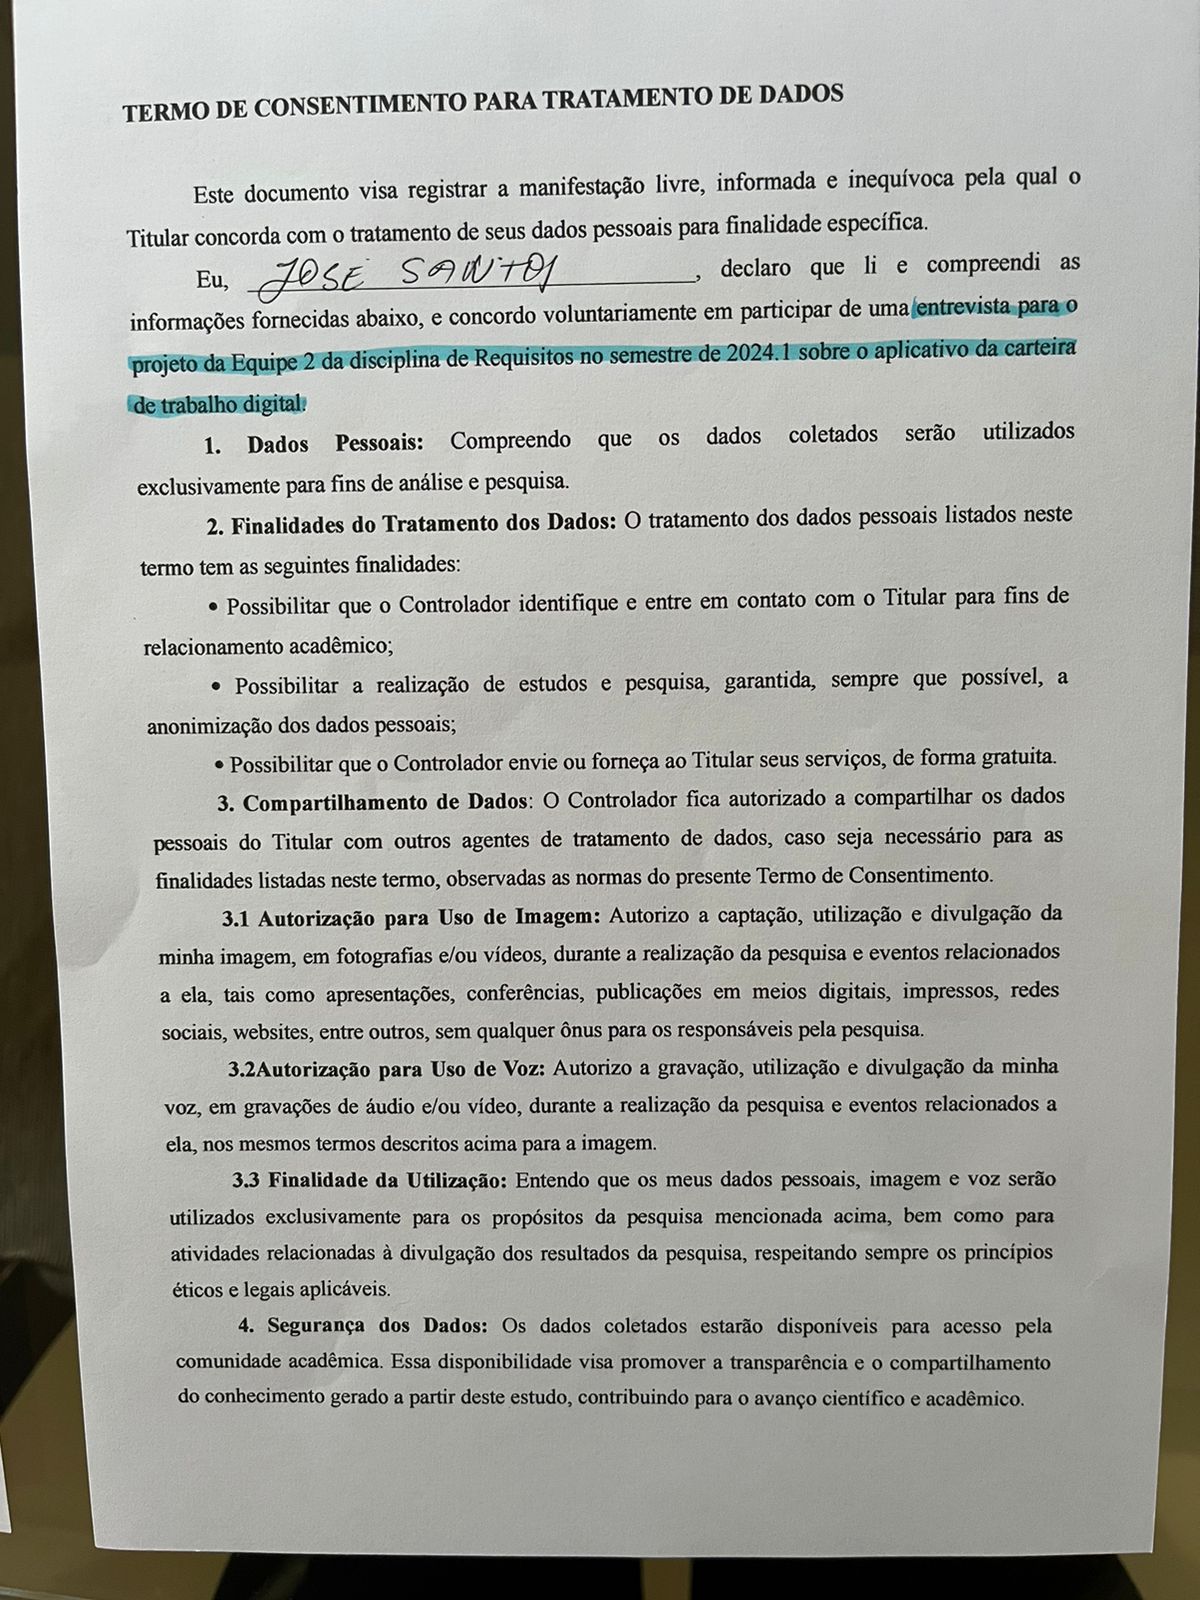 TERMO DE CONSENTIMENTO PARA TRATAMENTO DE DADOS
Este documento visa registrar a manifestação livre, informada e inequívoca pela qual o
Titular concorda com o tratamento de seus dados pessoais para finalidade específica.
Eu, JOSE SANTOS, declaro que li e compreendi as
informações fornecidas abaixo, e concordo voluntariamente em participar de uma entrevista para o
projeto da Equipe 2 da disciplina de Requisitos no semestre de 2024.1 sobre o aplicativo da carteira
de trabalho digital.
1. Dados Pessoais: Compreendo que os dados coletados serão utilizados
exclusivamente para fins de análise e pesquisa.
2. Finalidades do Tratamento dos Dados: O tratamento dos dados pessoais listados neste
termo tem as seguintes finalidades:
• Possibilitar que o Controlador identifique e entre em contato com o Titular para fins de
relacionamento acadêmico;
• Possibilitar a realização de estudos e pesquisa, garantida, sempre que possível, a
anonimização dos dados pessoais;
• Possibilitar que o Controlador envie ou forneça ao Titular seus serviços, de forma gratuita.
3. Compartilhamento de Dados: O Controlador fica autorizado a compartilhar os dados
pessoais do Titular com outros agentes de tratamento de dados, caso seja necessário para as
finalidades listadas neste termo, observadas as normas do presente Termo de Consentimento.
3.1 Autorização para Uso de Imagem: Autorizo a captação, utilização e divulgação da
minha imagem, em fotografias e/ou vídeos, durante a realização da pesquisa e eventos relacionados
a ela, tais como apresentações, conferências, publicações em meios digitais, impressos, redes
sociais, websites, entre outros, sem qualquer ônus para os responsáveis pela pesquisa.
3.2Autorização para Uso de Voz: Autorizo a gravação, utilização e divulgação da minha
voz, em gravações de áudio e/ou vídeo, durante a realização da pesquisa e eventos relacionados a
ela, nos mesmos termos descritos acima para a imagem.
3.3 Finalidade da Utilização: Entendo que os meus dados pessoais, imagem e voz serão
utilizados exclusivamente para os propósitos da pesquisa mencionada acima, bem como para
atividades relacionadas à divulgação dos resultados da pesquisa, respeitando sempre os princípios
éticos e legais aplicáveis.
4. Segurança dos Dados: Os dados coletados estarão disponíveis para acesso pela
comunidade acadêmica. Essa disponibilidade visa promover a transparência e o compartilhamento
do conhecimento gerado a partir deste estudo, contribuindo para o avanço científico e acadêmico.